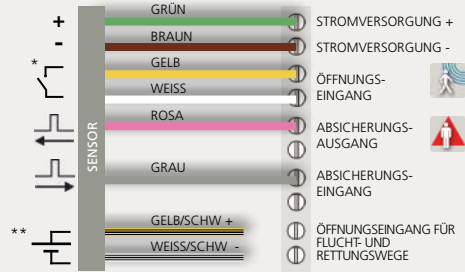 GRÜN
+
STROMVERSORGUNG +
BRAUN
-
STROMVERSORGUNG -
GELB
*
ÖFFNUNGS-
EINGANG
WEISS
ROSA
ABSICHERUNGS-
AUSGANG
SENSOR
GRAU
ABSICHERUNGS-
EINGANG
GELB/SCHW +
**
WEISS/SCHW -
ÖFFNUNGSEINGANG FÜR
FLUCHT- UND
RETTUNGSWEGE